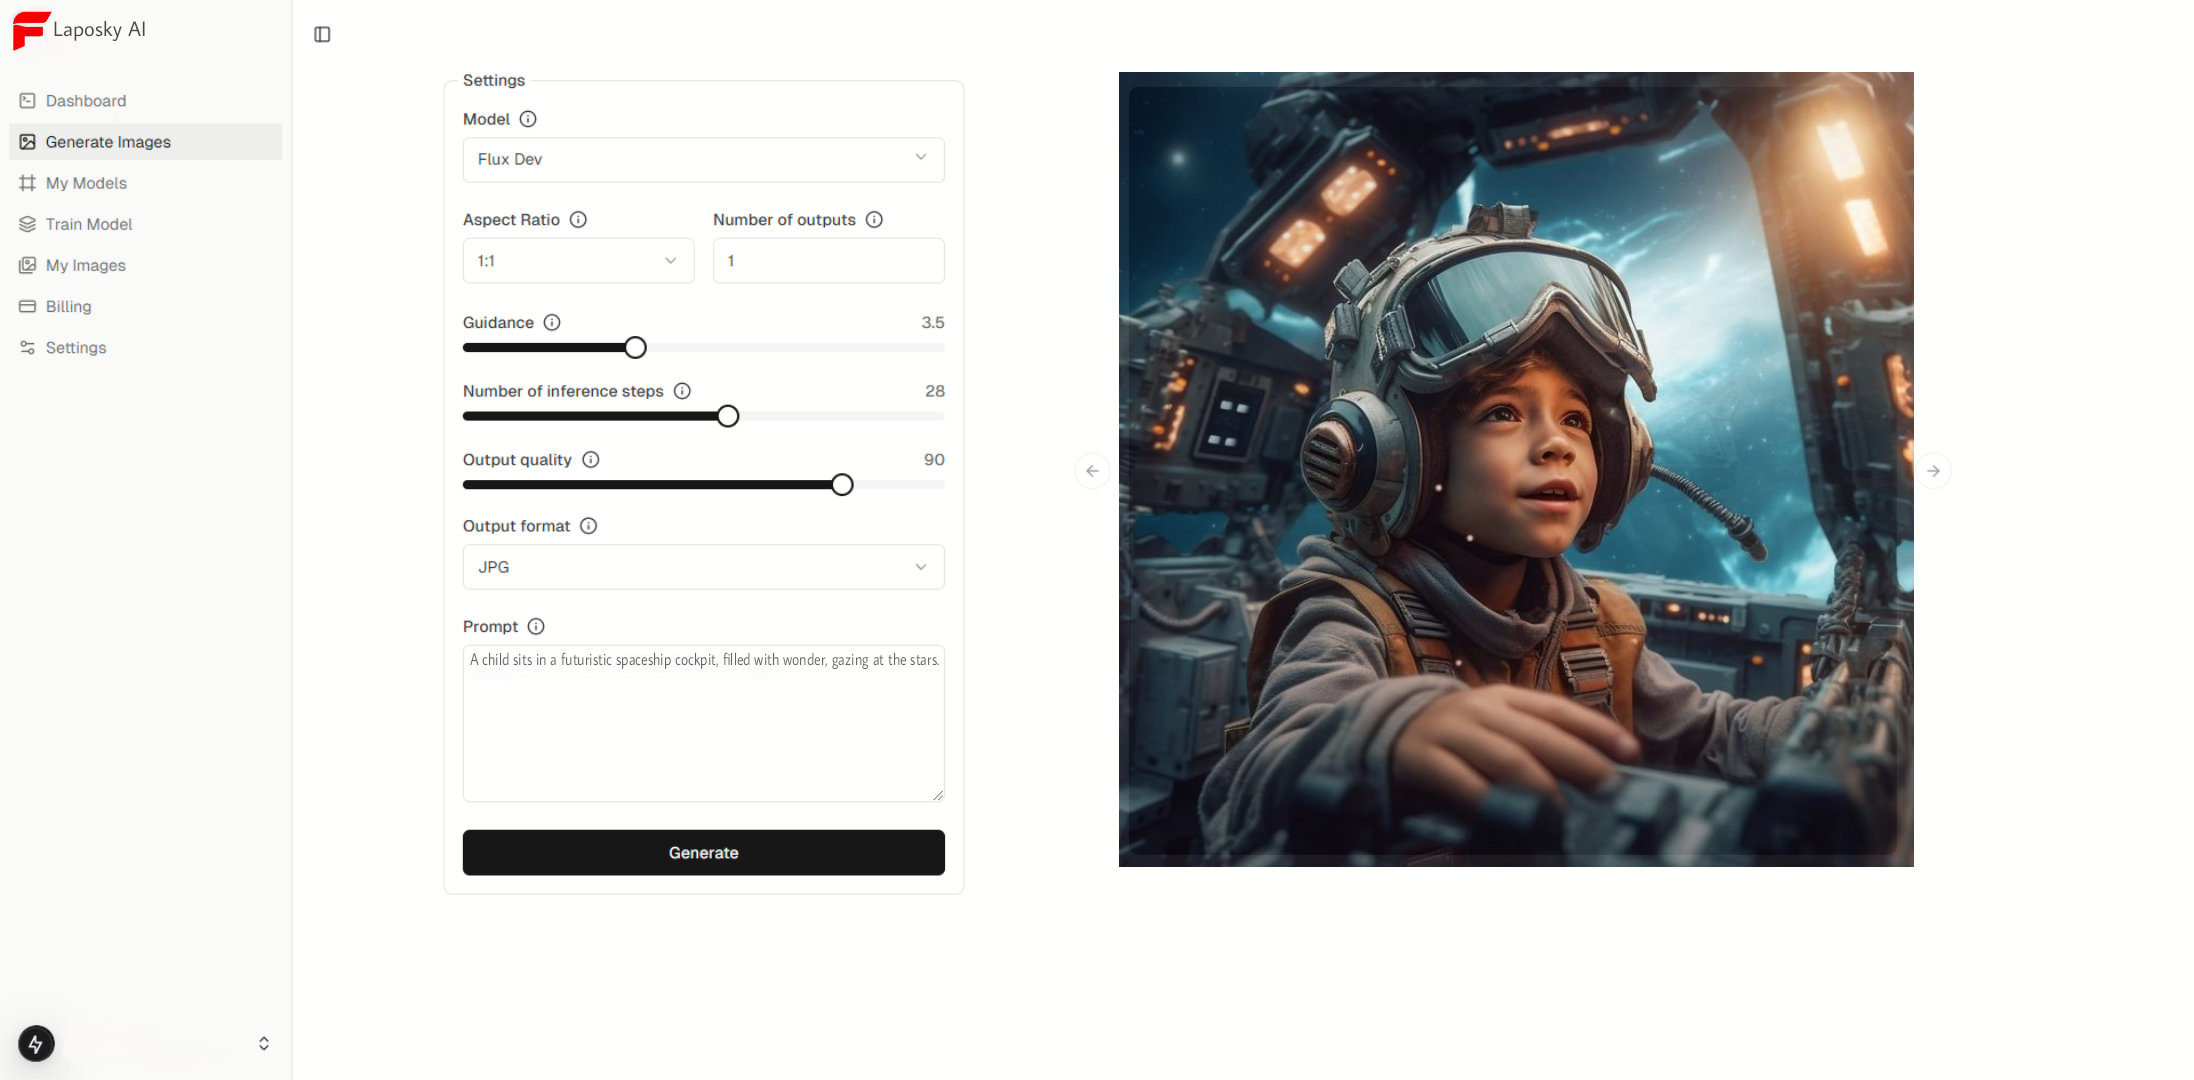 Laposky AI
Dashboard
Generate Images
My Models
Train Model
My Images
Billing
Settings
Settings
Model
Flux Dev
Aspect Ratio
Number of outputs
1:1
1
Guidance
3.5
Number of inference steps
28
Output quality
90
Output format
JPG
Prompt
A child sits in a futuristic spaceship cockpit, filled with wonder, gazing at the stars.
Generate